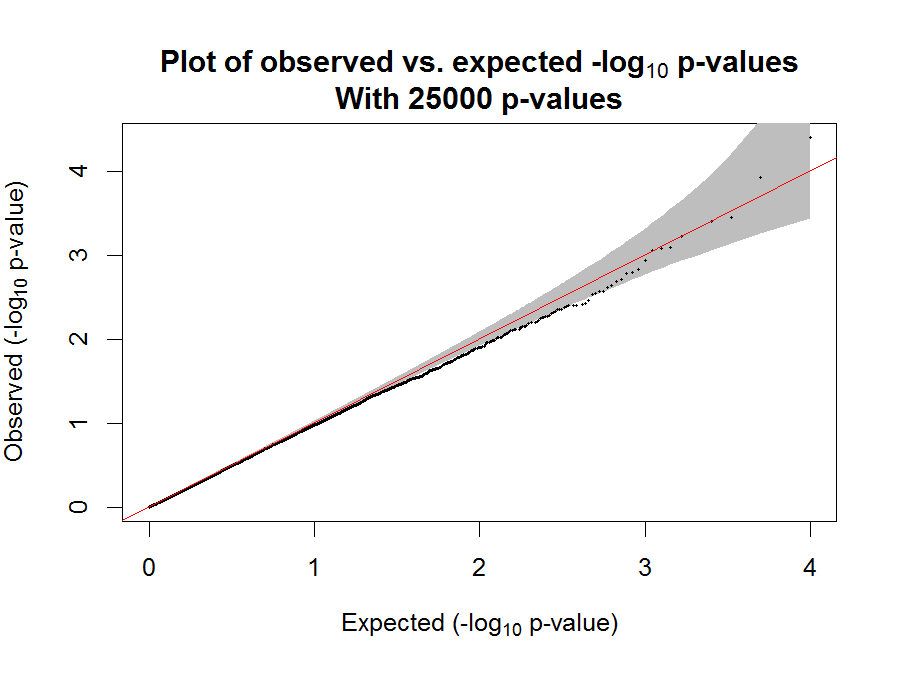 Plot of observed vs. expected -log10 p-values
With 25000 p-values
Observed (-log10 p-value)
4
3
2
1
0
0 1 2 3 4
Expected (-log10 p-value)